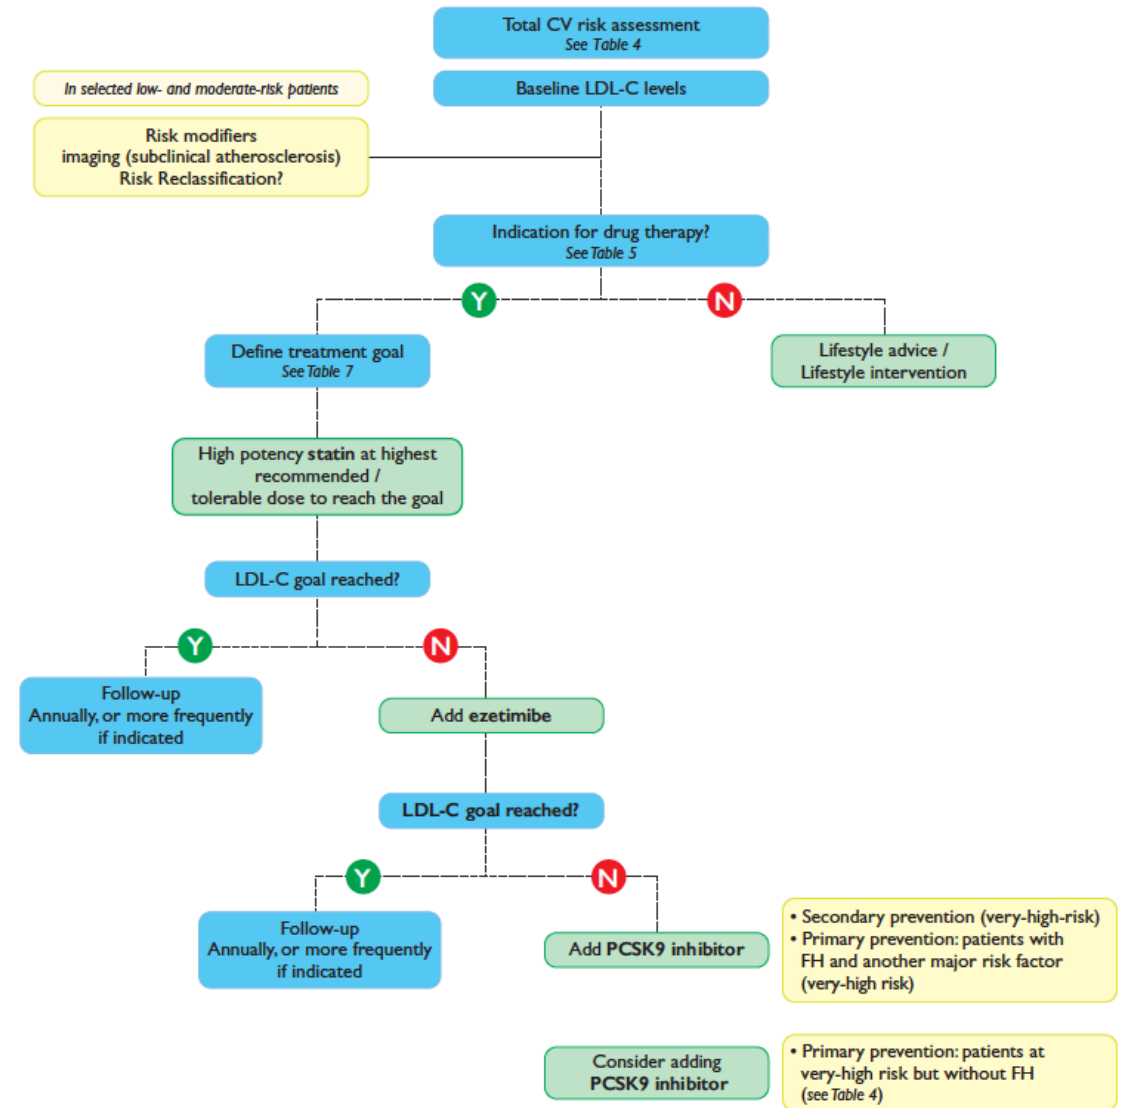 Total CV risk assessment
See Table 4
In selected low- and moderate-risk patients
Baseline LDL-C levels
Risk modifiers
imaging (subclinical atherosclerosis)
Risk Reclassification?
Indication for drug therapy?
See Table 5
Y
N
Define treatment goal
See Table 7
Lifestyle advice /
Lifestyle intervention
High potency statin at highest
recommended /
tolerable dose to reach the goal
LDL-C goal reached?
Y
N
Follow-up
Annually, or more frequently
if indicated
Add ezetimibe
LDL-C goal reached?
Y
N
Follow-up
Annually, or more frequently
if indicated
Add PCSK9 inhibitor
• Secondary prevention (very-high-risk)
• Primary prevention: patients with
FH and another major risk factor
(very-high risk)
Consider adding
PCSK9 inhibitor
• Primary prevention: patients at
very-high risk but without FH
(see Table 4)